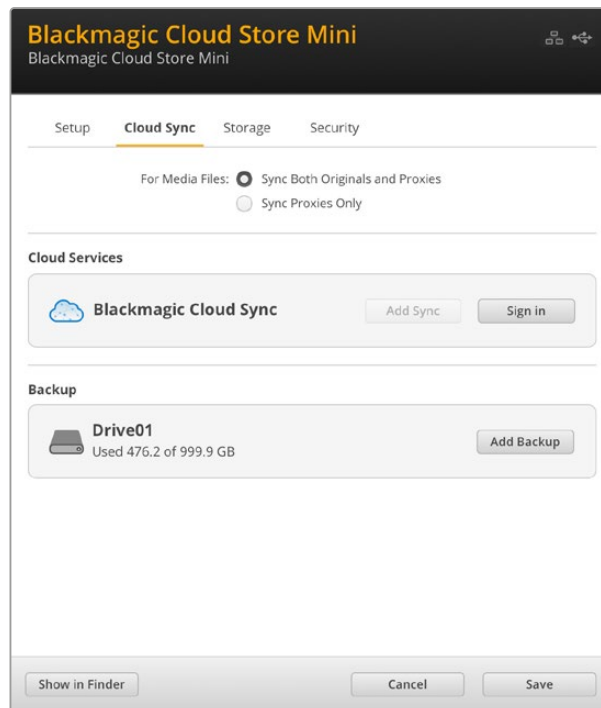 Blackmagic Cloud Store Mini
Blackmagic Cloud Store Mini
Setup Cloud Sync Storage Security
For Media Files: Sync Both Originals and Proxies
Sync Proxies Only
Cloud Services
Blackmagic Cloud Sync Add Sync Sign in
Backup
Drive01
Used 476.2 of 999.9 GB
Add Backup
Show in Finder Cancel Save